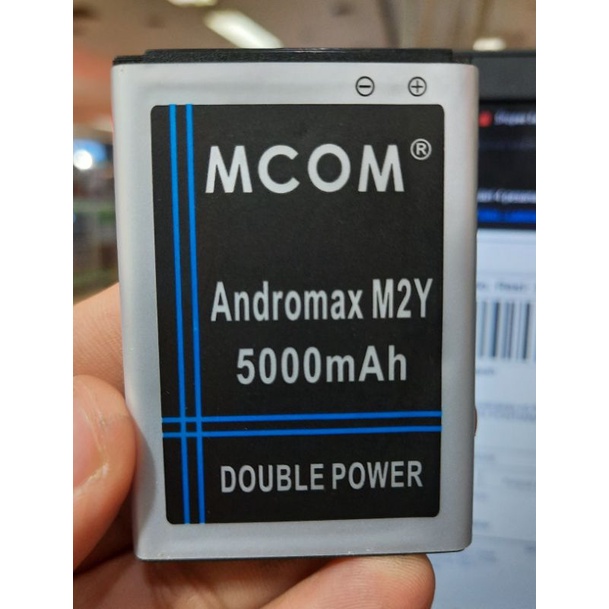 ⊖ ⊕
MCOM®
Andromax M2Y
5000mAh
DOUBLE POWER